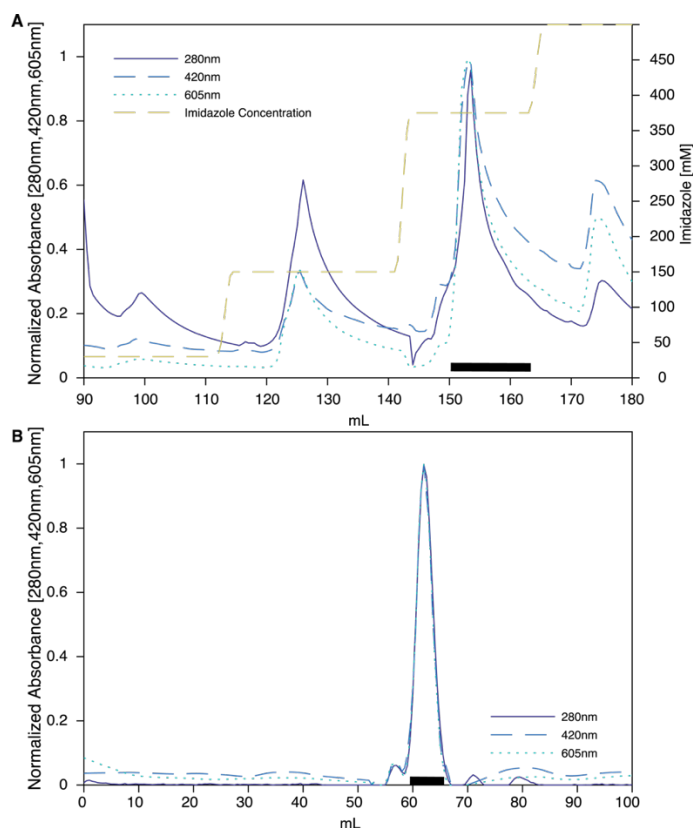 A
Normalized Absorbance [280nm,420nm,605nm]
1
0.8
0.6
0.4
0.2
0
280nm
420nm
605nm
Imidazole Concentration
450
400
350
300
250
200
150
100
50
0
Imidazole [mM]
90 100 110 120 130 140 150 160 170 180
mL
B
Normalized Absorbance [280nm,420nm,605nm]
1
0.8
0.6
0.4
0.2
0
280nm
420nm
605nm
0 10 20 30 40 50 60 70 80 90 100
mL